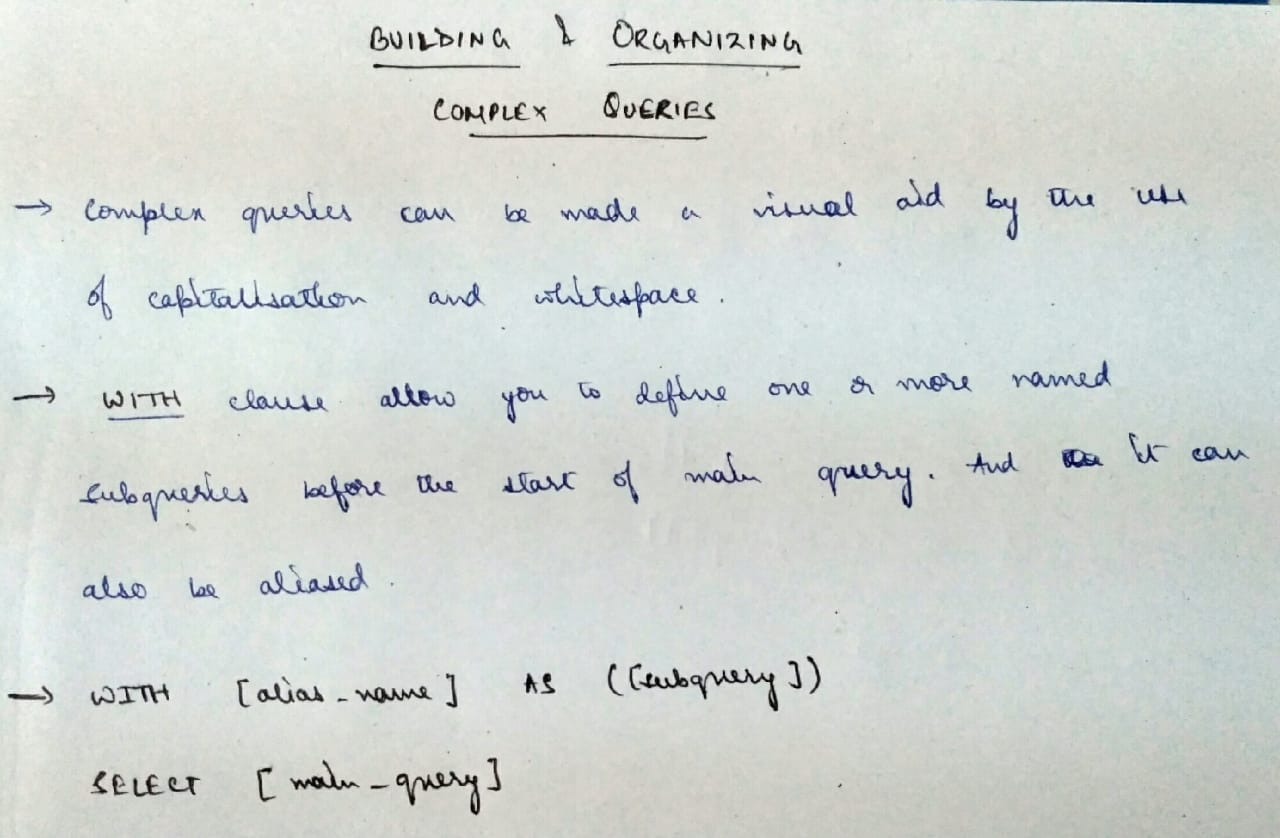 BUILDING & ORGANIZING
COMPLEX QUERIES
→ Complex queries can be made a visual aid by the use
of capitalisation and whitespace.
→ WITH clause allow you to define one or more named
subqueries before the start of main query. And it can
also be aliased.
→ WITH [alias_name] AS ([subquery])
SELECT [main_query]